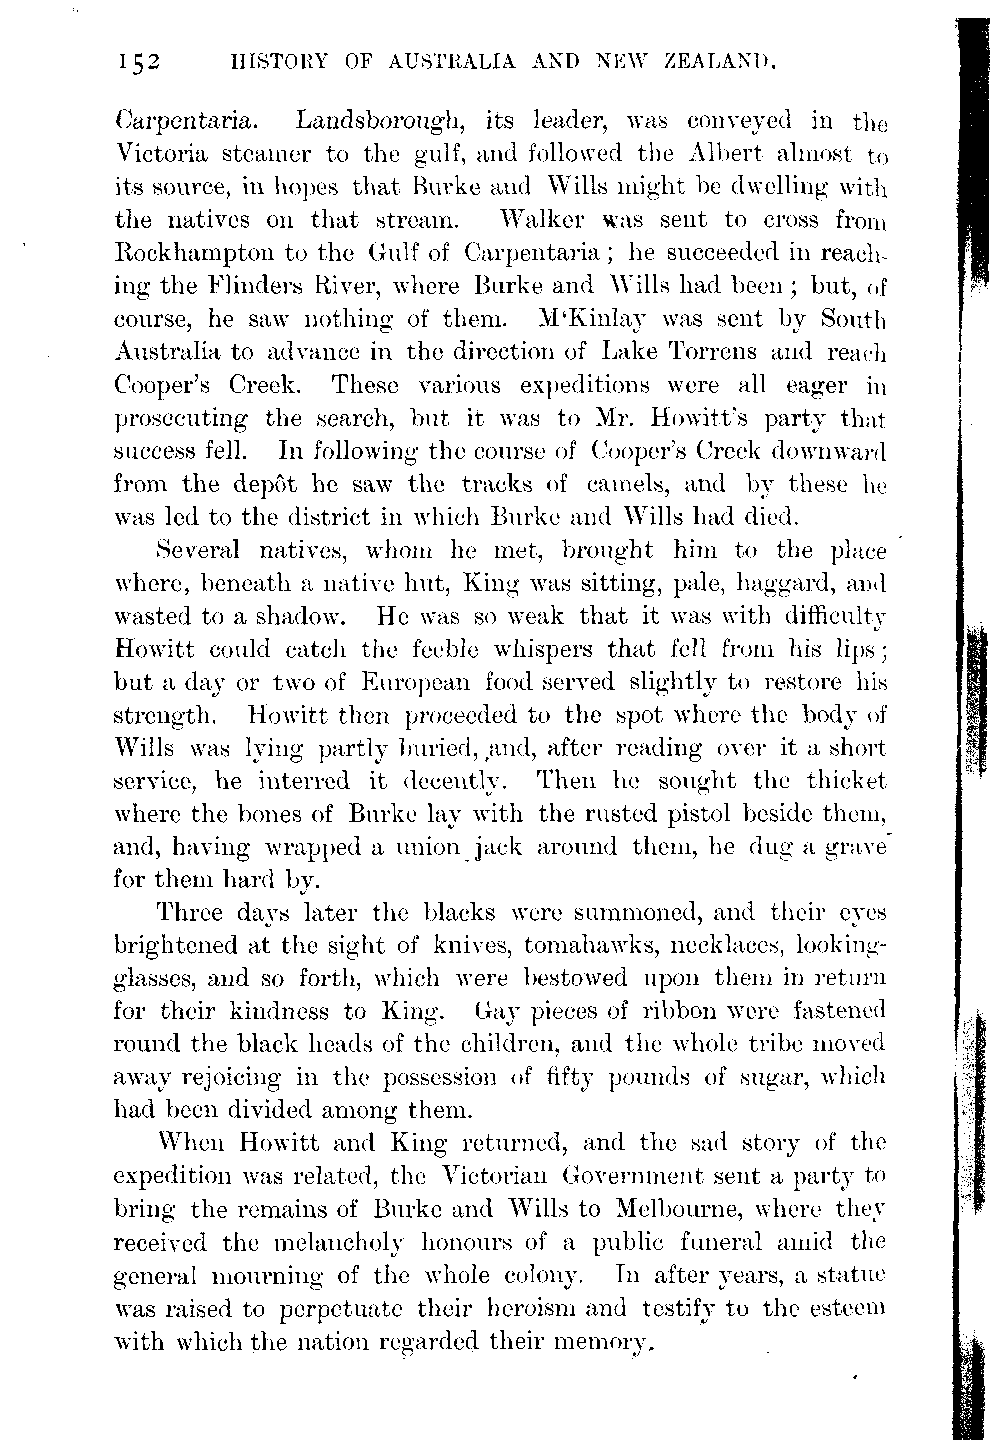 152 HISTORY OF AUSTRALIA AND NEW ZEALAND.
Carpentaria. Landsborough, its leader, was conveyed in the
Victoria steamer to the gulf, and followed the Albert almost to
its source, in hopes that Burke and Wills might be dwelling with
the natives on that stream. Walker was sent to cross from
Rockhampton to the Gulf of Carpentaria; he succeeded in reach-
ing the Flinders River, where Burke and Wills had been; but, of
course, he saw nothing of them. M‘Kinlay was sent by South
Australia to advance in the direction of Lake Torrens and reach
Cooper's Creek. These various expeditions were all eager in
prosecuting the search, but it was to Mr. Howitt's party that
success fell. In following the course of Cooper's Creek downward
from the depôt he saw the tracks of camels, and by these he
was led to the district in which Burke and Wills had died.
Several natives, whom he met, brought him to the place
where, beneath a native hut, King was sitting, pale, haggard, and
wasted to a shadow. He was so weak that it was with difficulty
Howitt could catch the feeble whispers that fell from his lips;
but a day or two of European food served slightly to restore his
strength. Howitt then proceeded to the spot where the body of
Wills was lying partly buried, and, after reading over it a short
service, he interred it decently. Then he sought the thicket
where the bones of Burke lay with the rusted pistol beside them,
and, having wrapped a union jack around them, he dug a grave
for them hard by.
Three days later the blacks were summoned, and their eyes
brightened at the sight of knives, tomahawks, necklaces, looking-
glasses, and so forth, which were bestowed upon them in return
for their kindness to King. Gay pieces of ribbon were fastened
round the black heads of the children, and the whole tribe moved
away rejoicing in the possession of fifty pounds of sugar, which
had been divided among them.
When Howitt and King returned, and the sad story of the
expedition was related, the Victorian Government sent a party to
bring the remains of Burke and Wills to Melbourne, where they
received the melancholy honours of a public funeral amid the
general mourning of the whole colony. In after years, a statue
was raised to perpetuate their heroism and testify to the esteem
with which the nation regarded their memory.